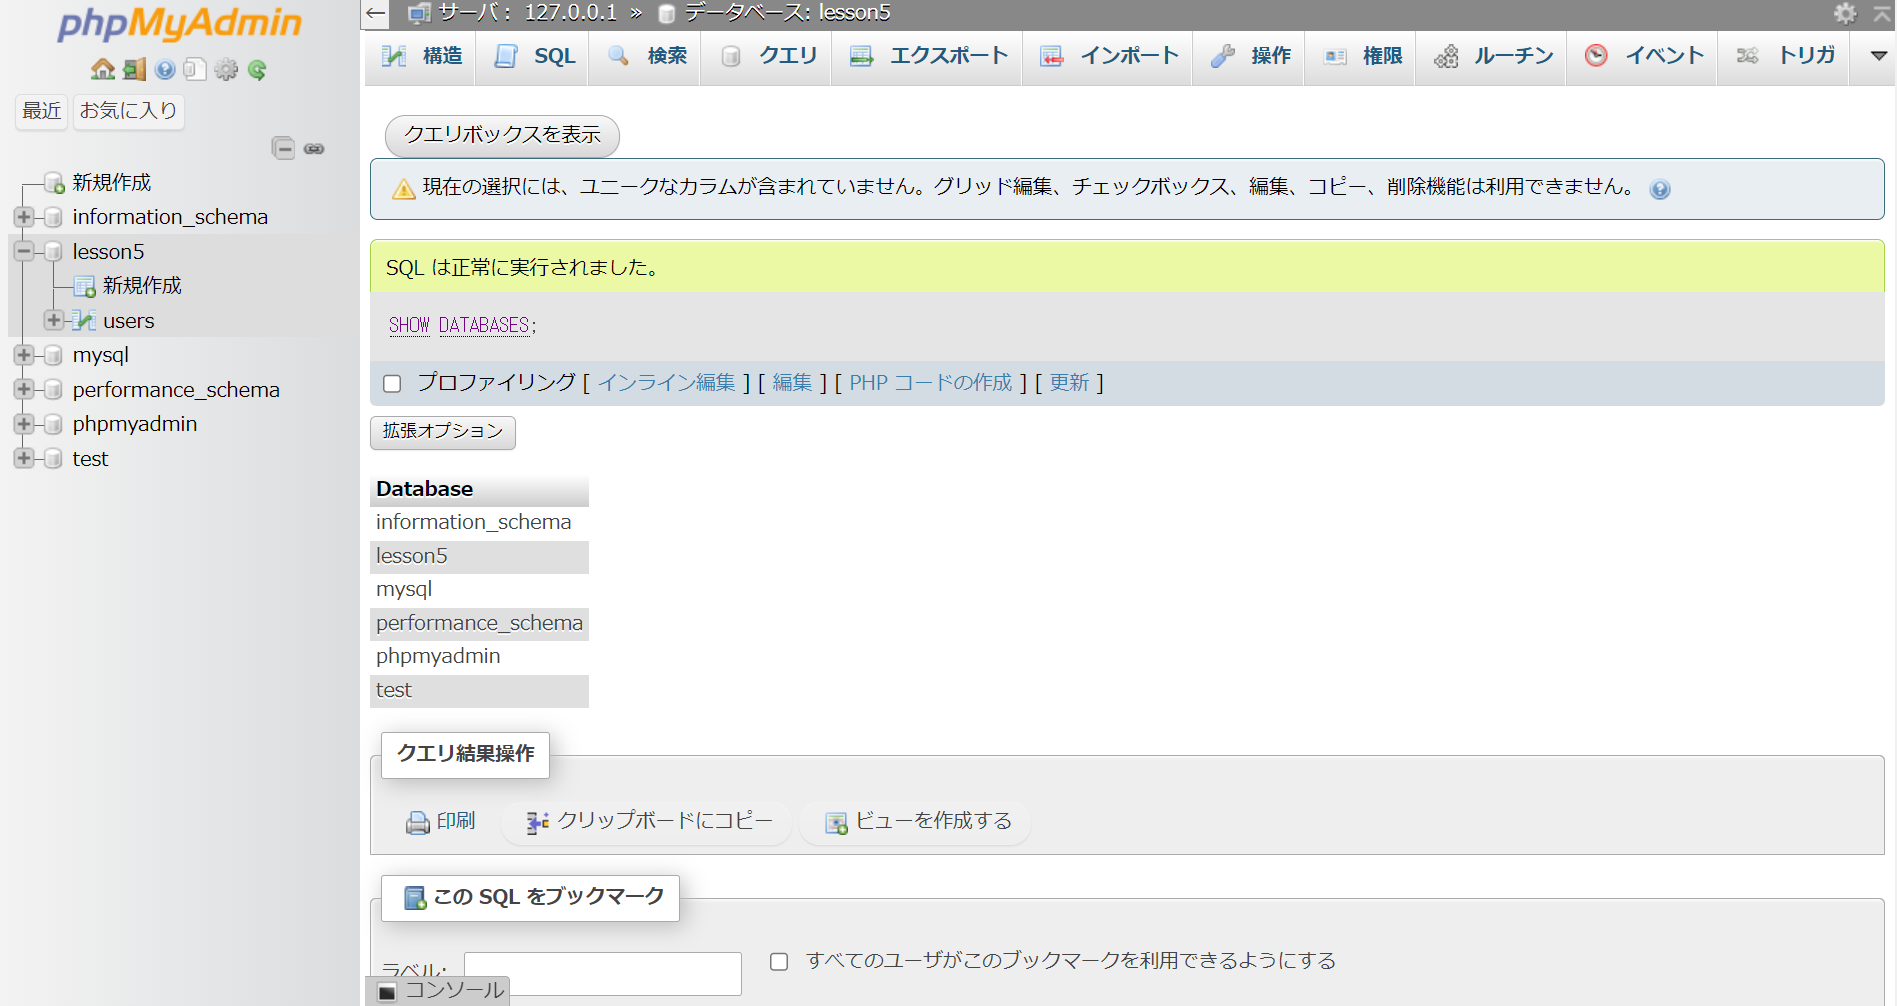 phpMyAdmin
最近 お気に入り
新規作成
information_schema
lesson5
新規作成
users
mysql
performance_schema
phpmyadmin
test
サーバ： 127.0.0.1 » データベース: lesson5
構造 SQL 検索 クエリ エクスポート インポート 操作 権限 ルーチン イベント トリガ
クエリボックスを表示
現在の選択には、ユニークなカラムが含まれていません。グリッド編集、チェックボックス、編集、コピー、削除機能は利用できません。
SQL は正常に実行されました。
SHOW DATABASES;
プロファイリング [ インライン編集 ] [ 編集 ] [ PHP コードの作成 ] [ 更新 ]
拡張オプション
Database
information_schema
lesson5
mysql
performance_schema
phpmyadmin
test
クエリ結果操作
印刷 クリップボードにコピー ビューを作成する
この SQL をブックマーク
ラベル: すべてのユーザがこのブックマークを利用できるようにする
コンソール